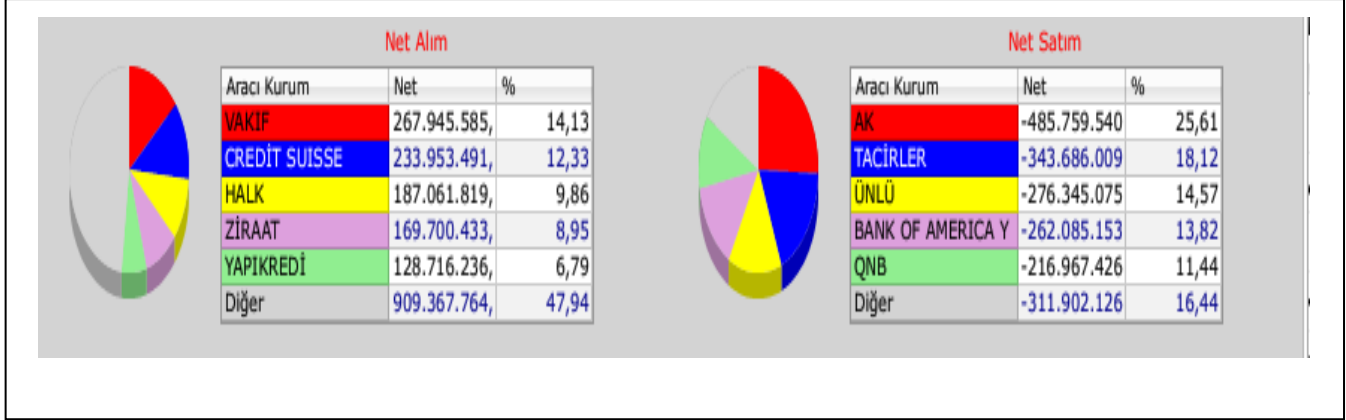 Net Alım
Aracı Kurum Net %
VAKIF 267.945.585, 14,13
CREDİT SUISSE 233.953.491, 12,33
HALK 187.061.819, 9,86
ZİRAAT 169.700.433, 8,95
YAPIKREDİ 128.716.236, 6,79
Diğer 909.367.764, 47,94
Net Satım
Aracı Kurum Net %
AK -485.759.540 25,61
TACİRLER -343.686.009 18,12
ÜNLÜ -276.345.075 14,57
BANK OF AMERICA Y -262.085.153 13,82
QNB -216.967.426 11,44
Diğer -311.902.126 16,44